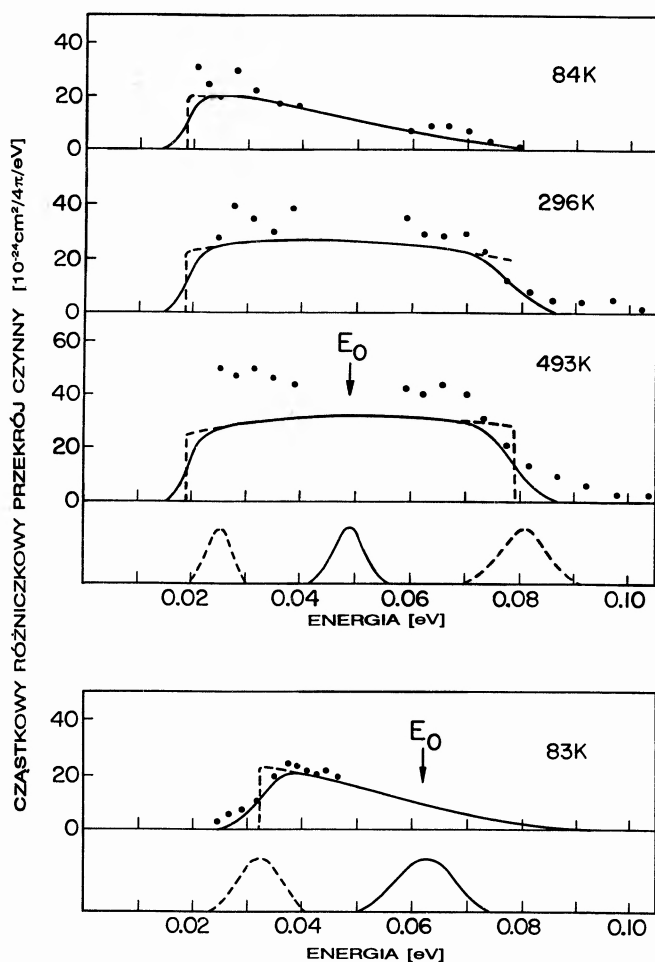 CZĄSTKOWY RÓŻNICZKOWY PRZEKRÓJ CZYNNY [10⁻²⁴cm²/4π/eV]
40
20
0
84K
40
20
0
296K
60
40
20
0
E₀
493K
0.02 0.04 0.06 0.08 0.10
ENERGIA [eV]
40
20
0
E₀
83K
0.02 0.04 0.06 0.08 0.10
ENERGIA [eV]